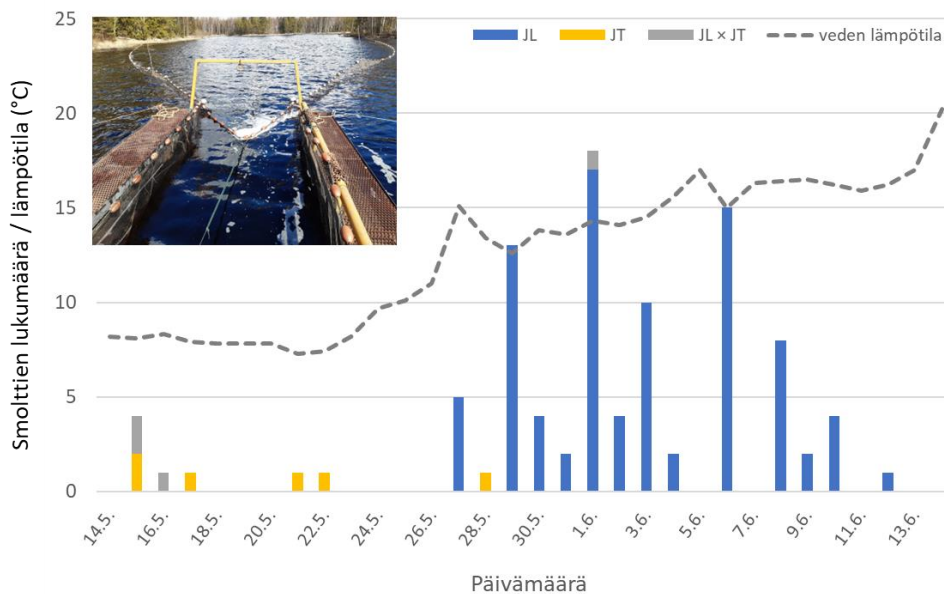 25
20
15
10
5
0
Smolttien lukumäärä / lämpötila (°C)
JL JT JL × JT veden lämpötila
14.5. 16.5. 18.5. 20.5. 22.5. 24.5. 26.5. 28.5. 30.5. 1.6. 3.6. 5.6. 7.6. 9.6. 11.6. 13.6.
Päivämäärä